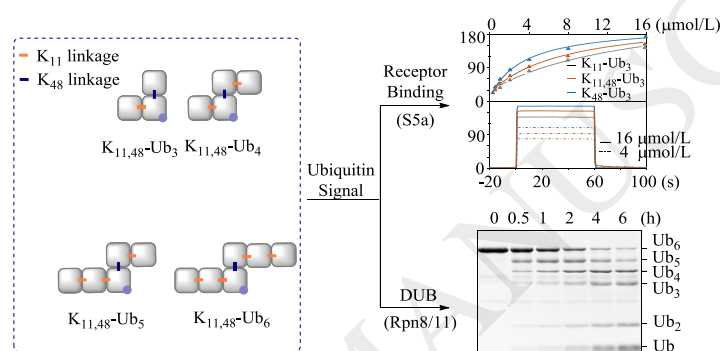 K11 linkage
K48 linkage
K11,48-Ub3 K11,48-Ub4
K11,48-Ub5 K11,48-Ub6
Ubiquitin
Signal
Receptor
Binding
(S5a)
DUB
(Rpn8/11)
0 4 8 12 16 (μmol/L)
180
90
0
K11-Ub3
K11,48-Ub3
K48-Ub3
90
0
16 μmol/L
4 μmol/L
-20 0 20 60 100 (s)
0 0.5 1 2 4 6 (h)
Ub6
Ub5
Ub4
Ub3
Ub2
Ub
MANUSC